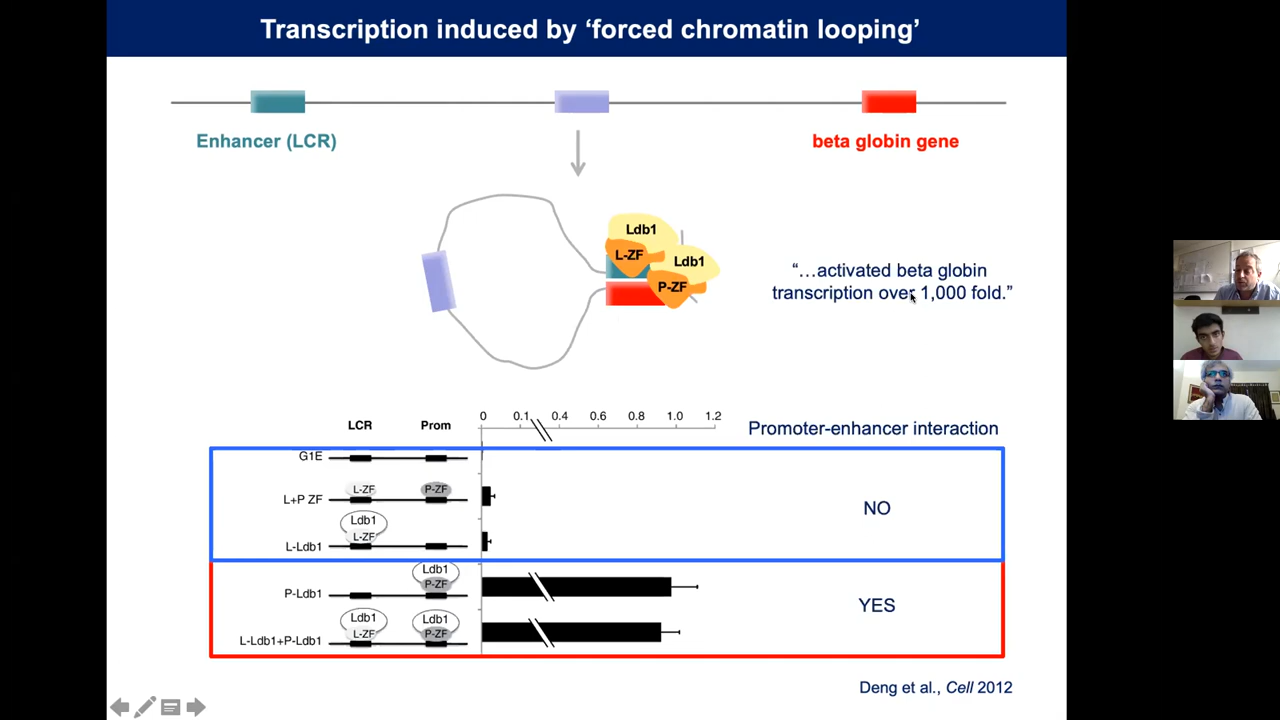 Transcription induced by ‘forced chromatin looping’
Enhancer (LCR)
beta globin gene
Ldb1
L-ZF
Ldb1
P-ZF
“…activated beta globin
transcription over 1,000 fold.”
LCR
Prom
0 0.1 0.4 0.6 0.8 1.0 1.2
Promoter-enhancer interaction
G1E
L+P ZF
L-ZF
P-ZF
NO
Ldb1
L-ZF
L-Ldb1
Ldb1
P-ZF
P-Ldb1
YES
Ldb1
Ldb1
L-ZF
P-ZF
L-Ldb1+P-Ldb1
Deng et al., Cell 2012